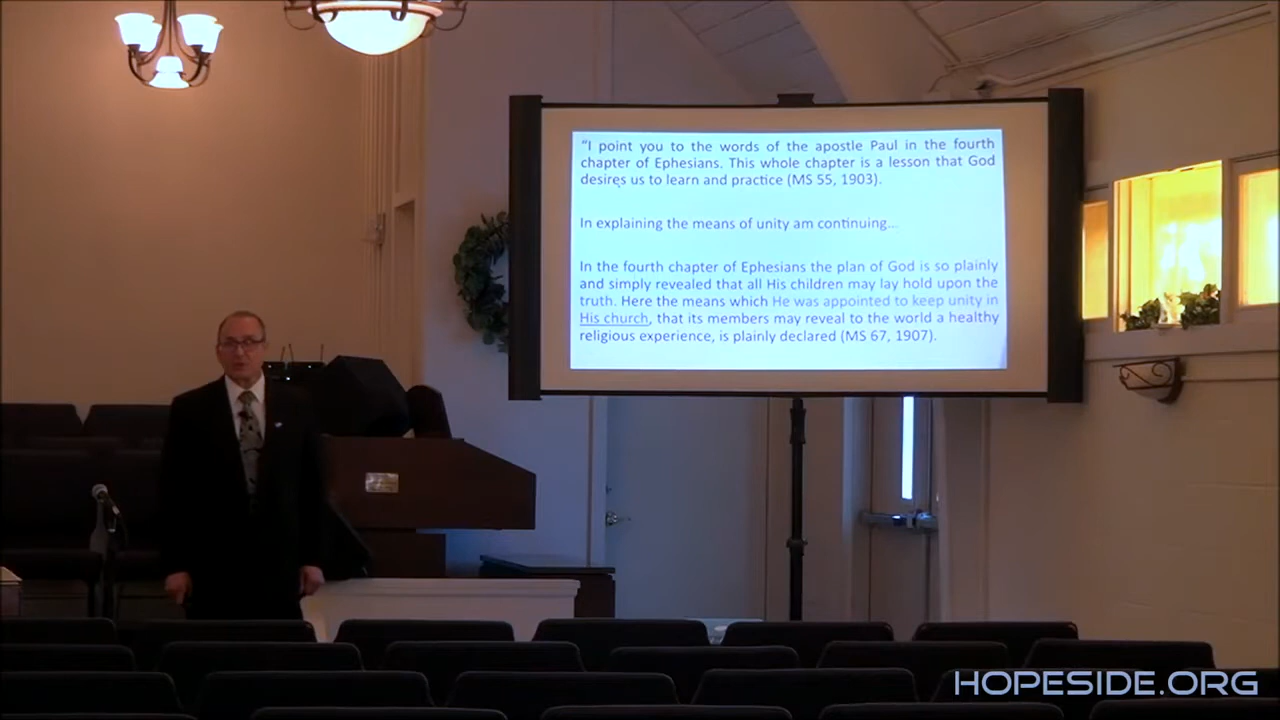 “I point you to the words of the apostle Paul in the fourth
chapter of Ephesians. This whole chapter is a lesson that God
desires us to learn and practice (MS 55, 1903).
In explaining the means of unity am continuing...
In the fourth chapter of Ephesians the plan of God is so plainly
and simply revealed that all His children may lay hold upon the
truth. Here the means which He was appointed to keep unity in
His church, that its members may reveal to the world a healthy
religious experience, is plainly declared (MS 67, 1907).
HOPESIDE.ORG